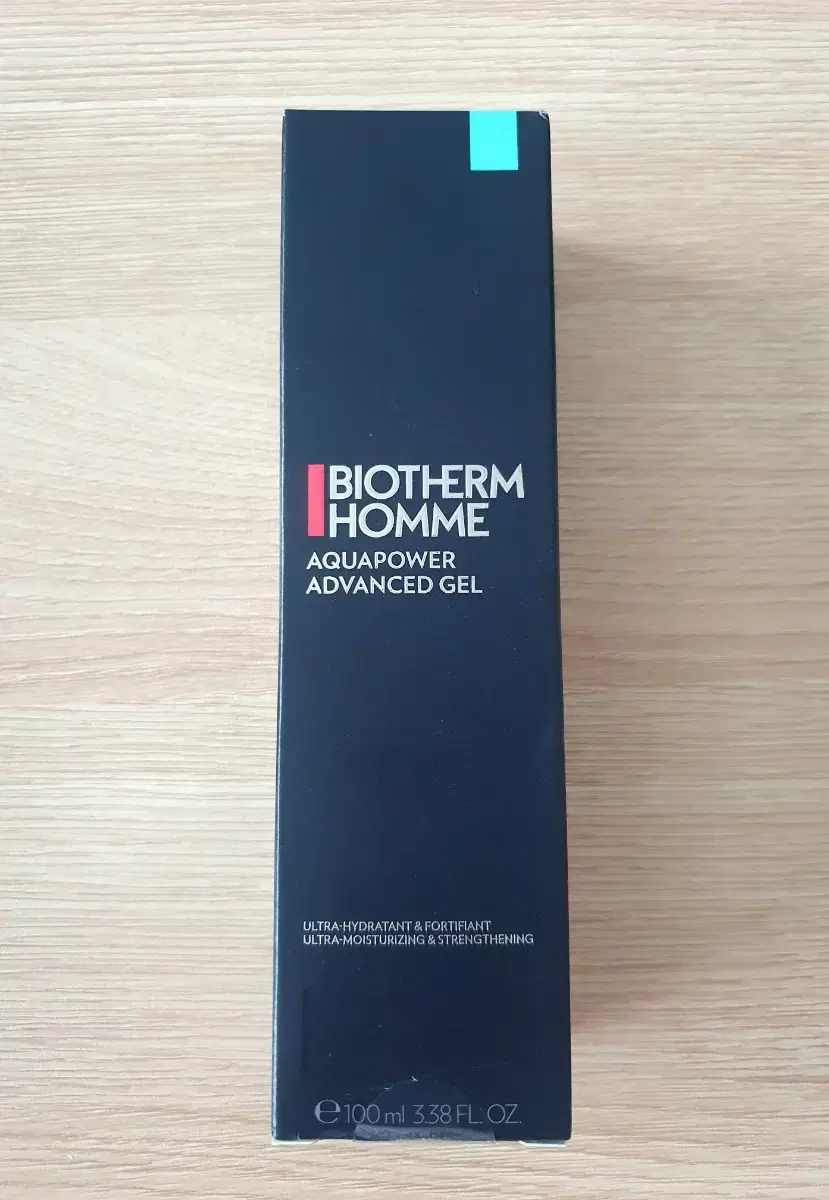 BIOTHERM
HOMME
AQUAPOWER
ADVANCED GEL
ULTRA-HYDRATANT & FORTIFIANT
ULTRA-MOISTURIZING & STRENGTHENING
℮ 100 ml 3.38 FL. OZ.